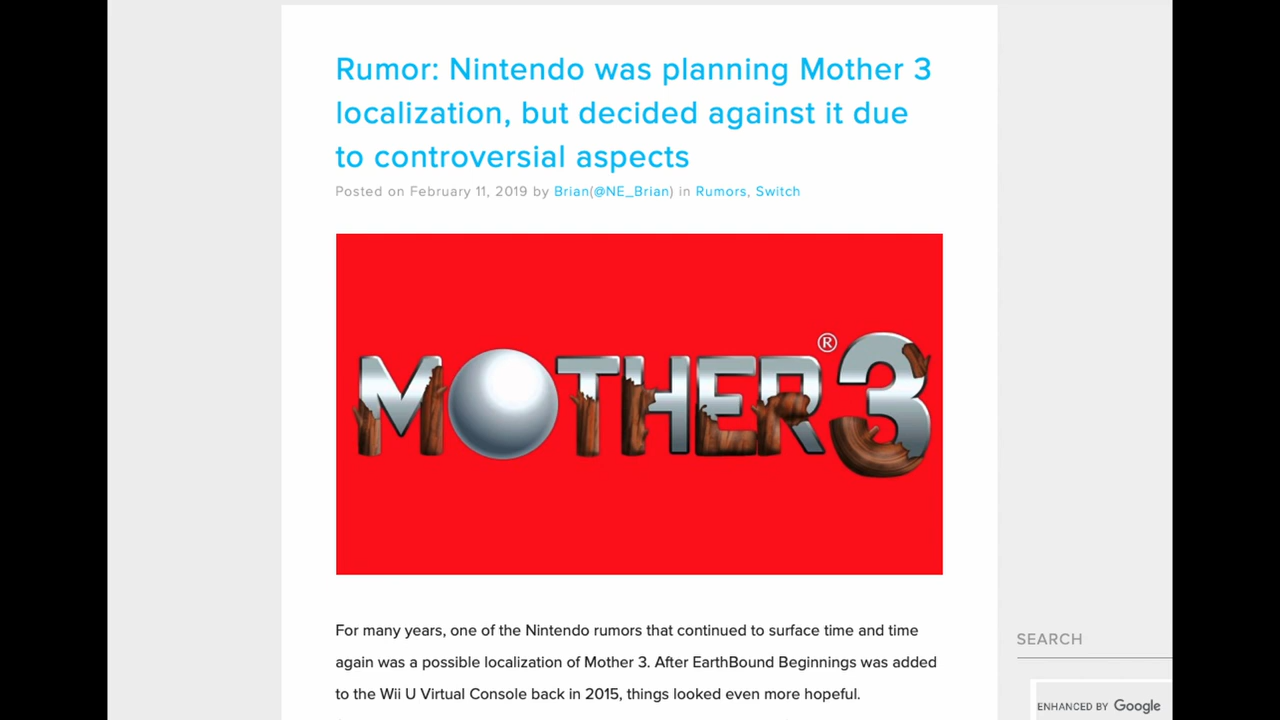 Rumor: Nintendo was planning Mother 3
localization, but decided against it due
to controversial aspects
Posted on February 11, 2019 by Brian(@NE_Brian) in Rumors, Switch
MOTHER 3 ®
For many years, one of the Nintendo rumors that continued to surface time and time
again was a possible localization of Mother 3. After EarthBound Beginnings was added
to the Wii U Virtual Console back in 2015, things looked even more hopeful.
SEARCH
ENHANCED BY Google